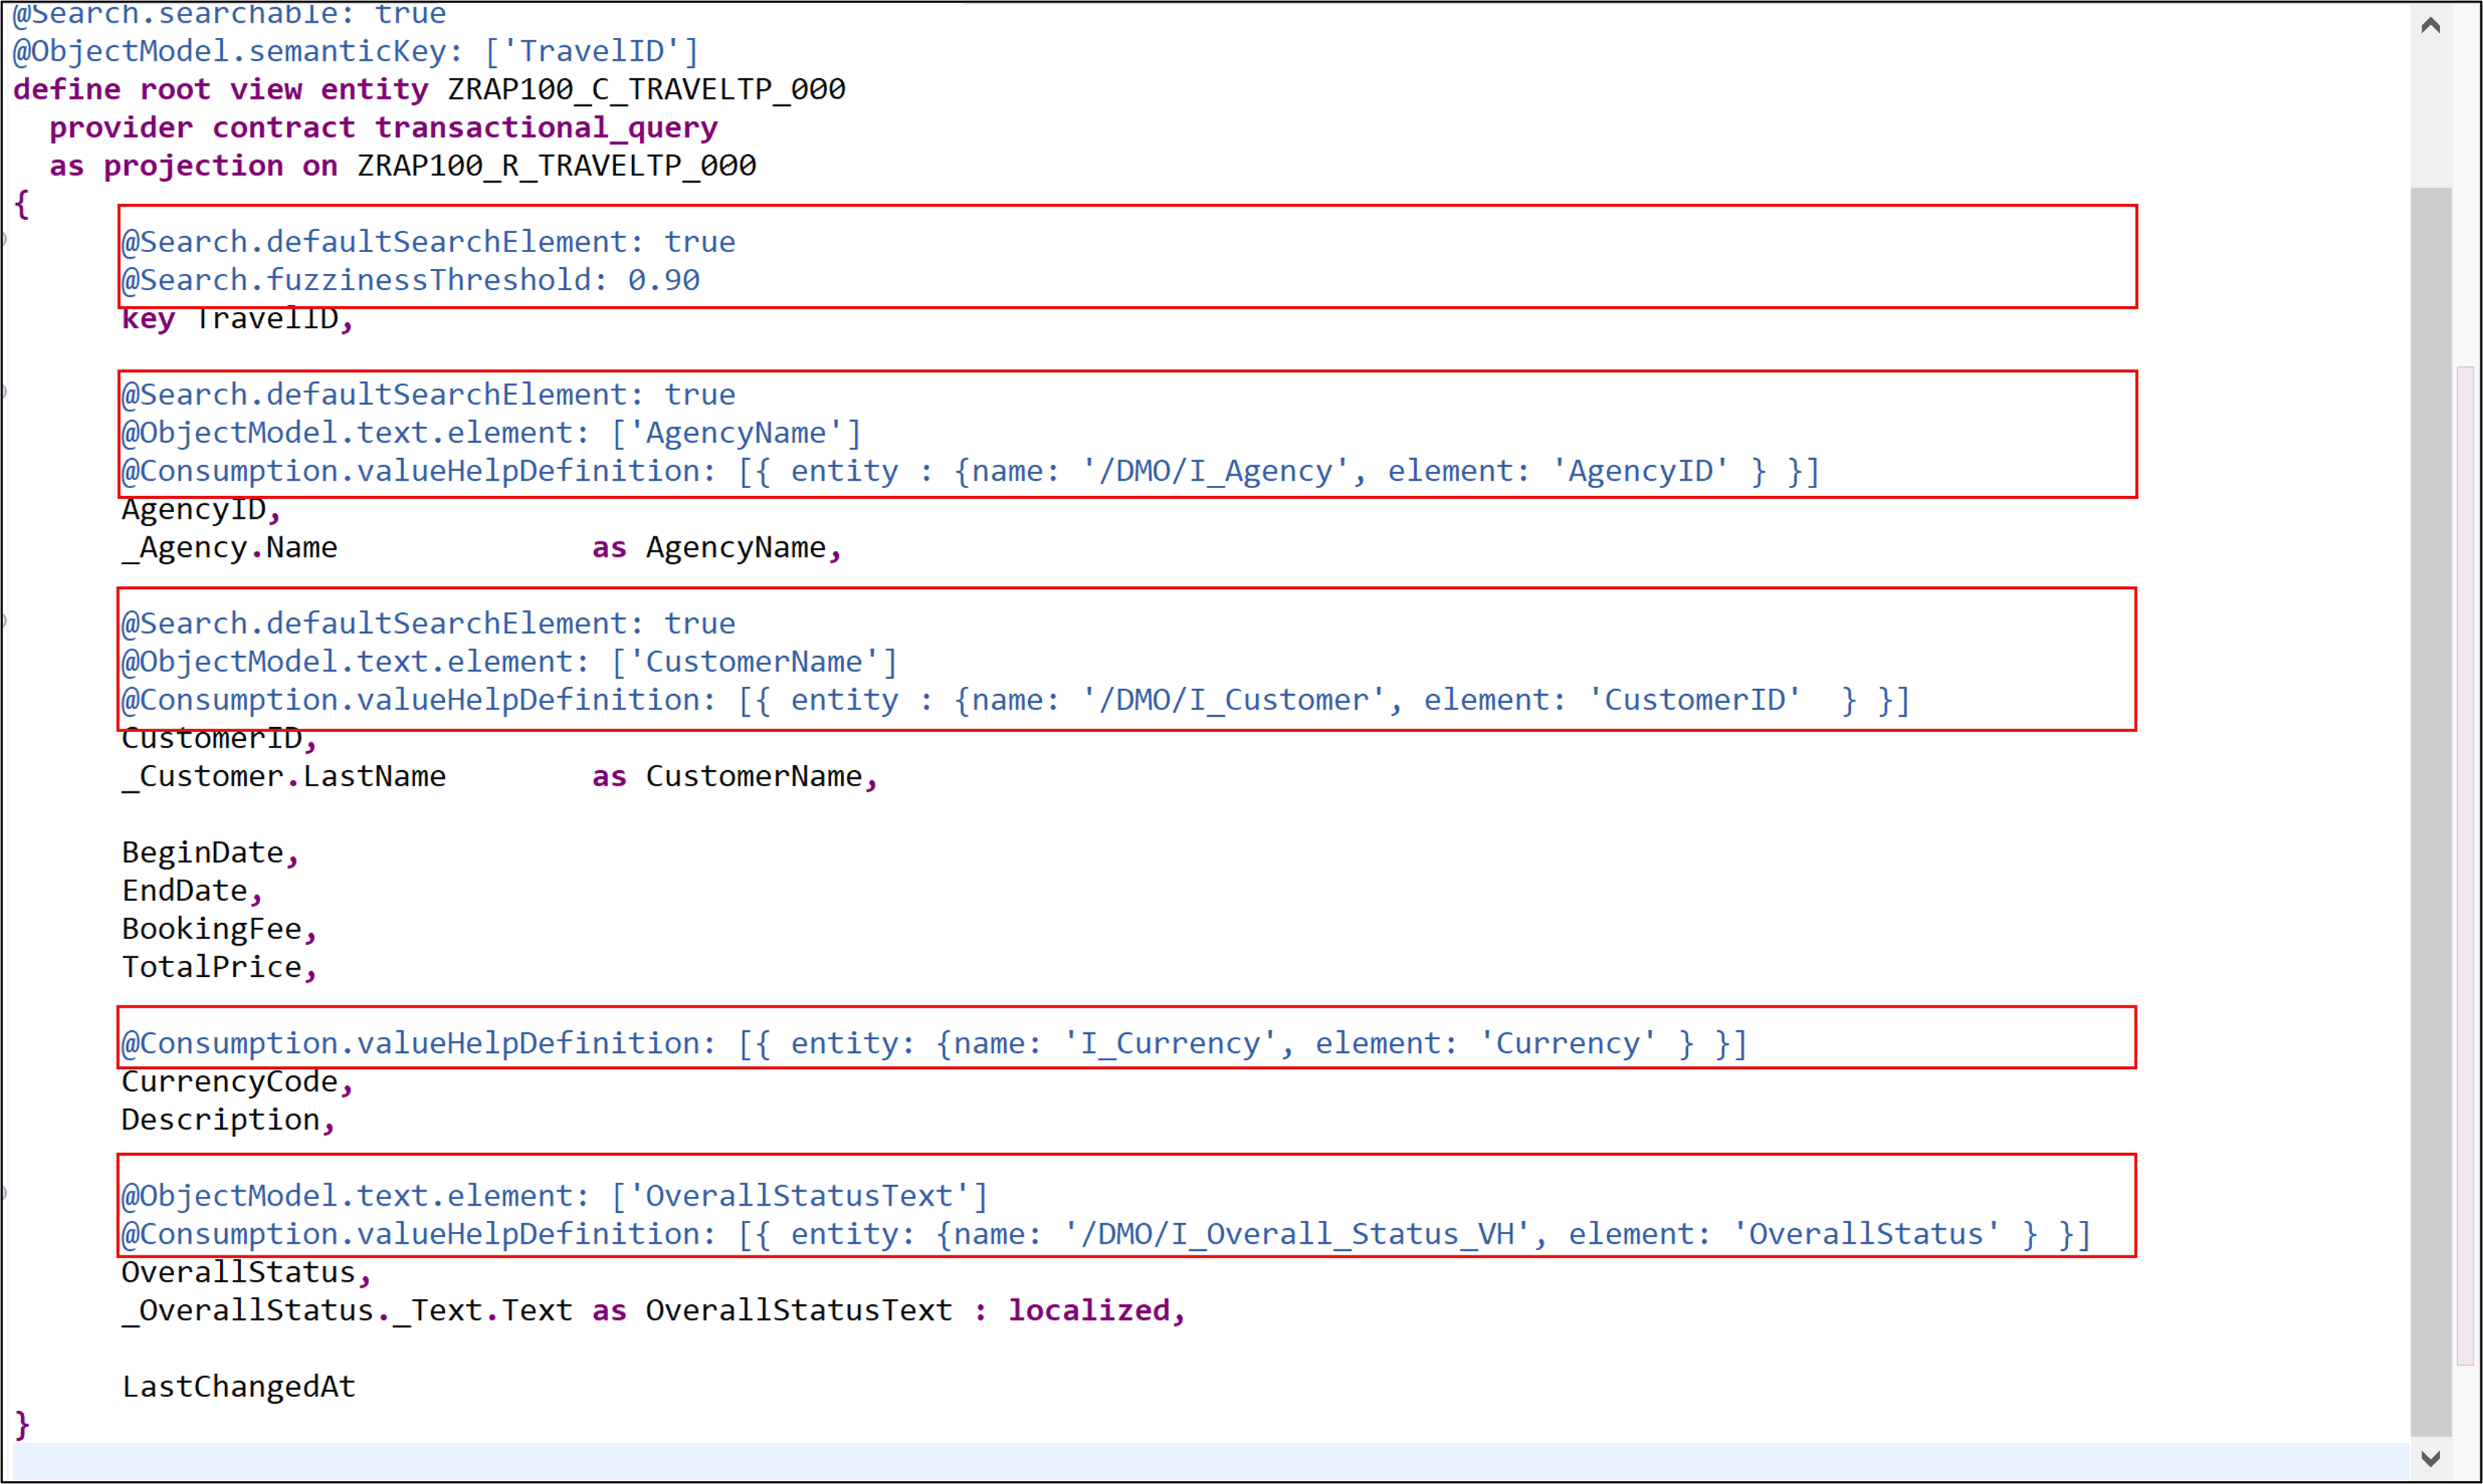 @Search.searchable: true
@ObjectModel.semanticKey: ['TravelID']
define root view entity ZRAP100_C_TRAVELTP_000
  provider contract transactional_query
  as projection on ZRAP100_R_TRAVELTP_000
{
      @Search.defaultSearchElement: true
      @Search.fuzzinessThreshold: 0.90
      key TravelID,
      @Search.defaultSearchElement: true
      @ObjectModel.text.element: ['AgencyName']
      @Consumption.valueHelpDefinition: [{ entity : {name: '/DMO/I_Agency', element: 'AgencyID' } }]
      AgencyID,
      _Agency.Name              as AgencyName,
      @Search.defaultSearchElement: true
      @ObjectModel.text.element: ['CustomerName']
      @Consumption.valueHelpDefinition: [{ entity : {name: '/DMO/I_Customer', element: 'CustomerID'  } }]
      CustomerID,
      _Customer.LastName        as CustomerName,
      BeginDate,
      EndDate,
      BookingFee,
      TotalPrice,
      @Consumption.valueHelpDefinition: [{ entity: {name: 'I_Currency', element: 'Currency' } }]
      CurrencyCode,
      Description,
      @ObjectModel.text.element: ['OverallStatusText']
      @Consumption.valueHelpDefinition: [{ entity: {name: '/DMO/I_Overall_Status_VH', element: 'OverallStatus' } }]
      OverallStatus,
      _OverallStatus._Text.Text as OverallStatusText : localized,
      LastChangedAt
}